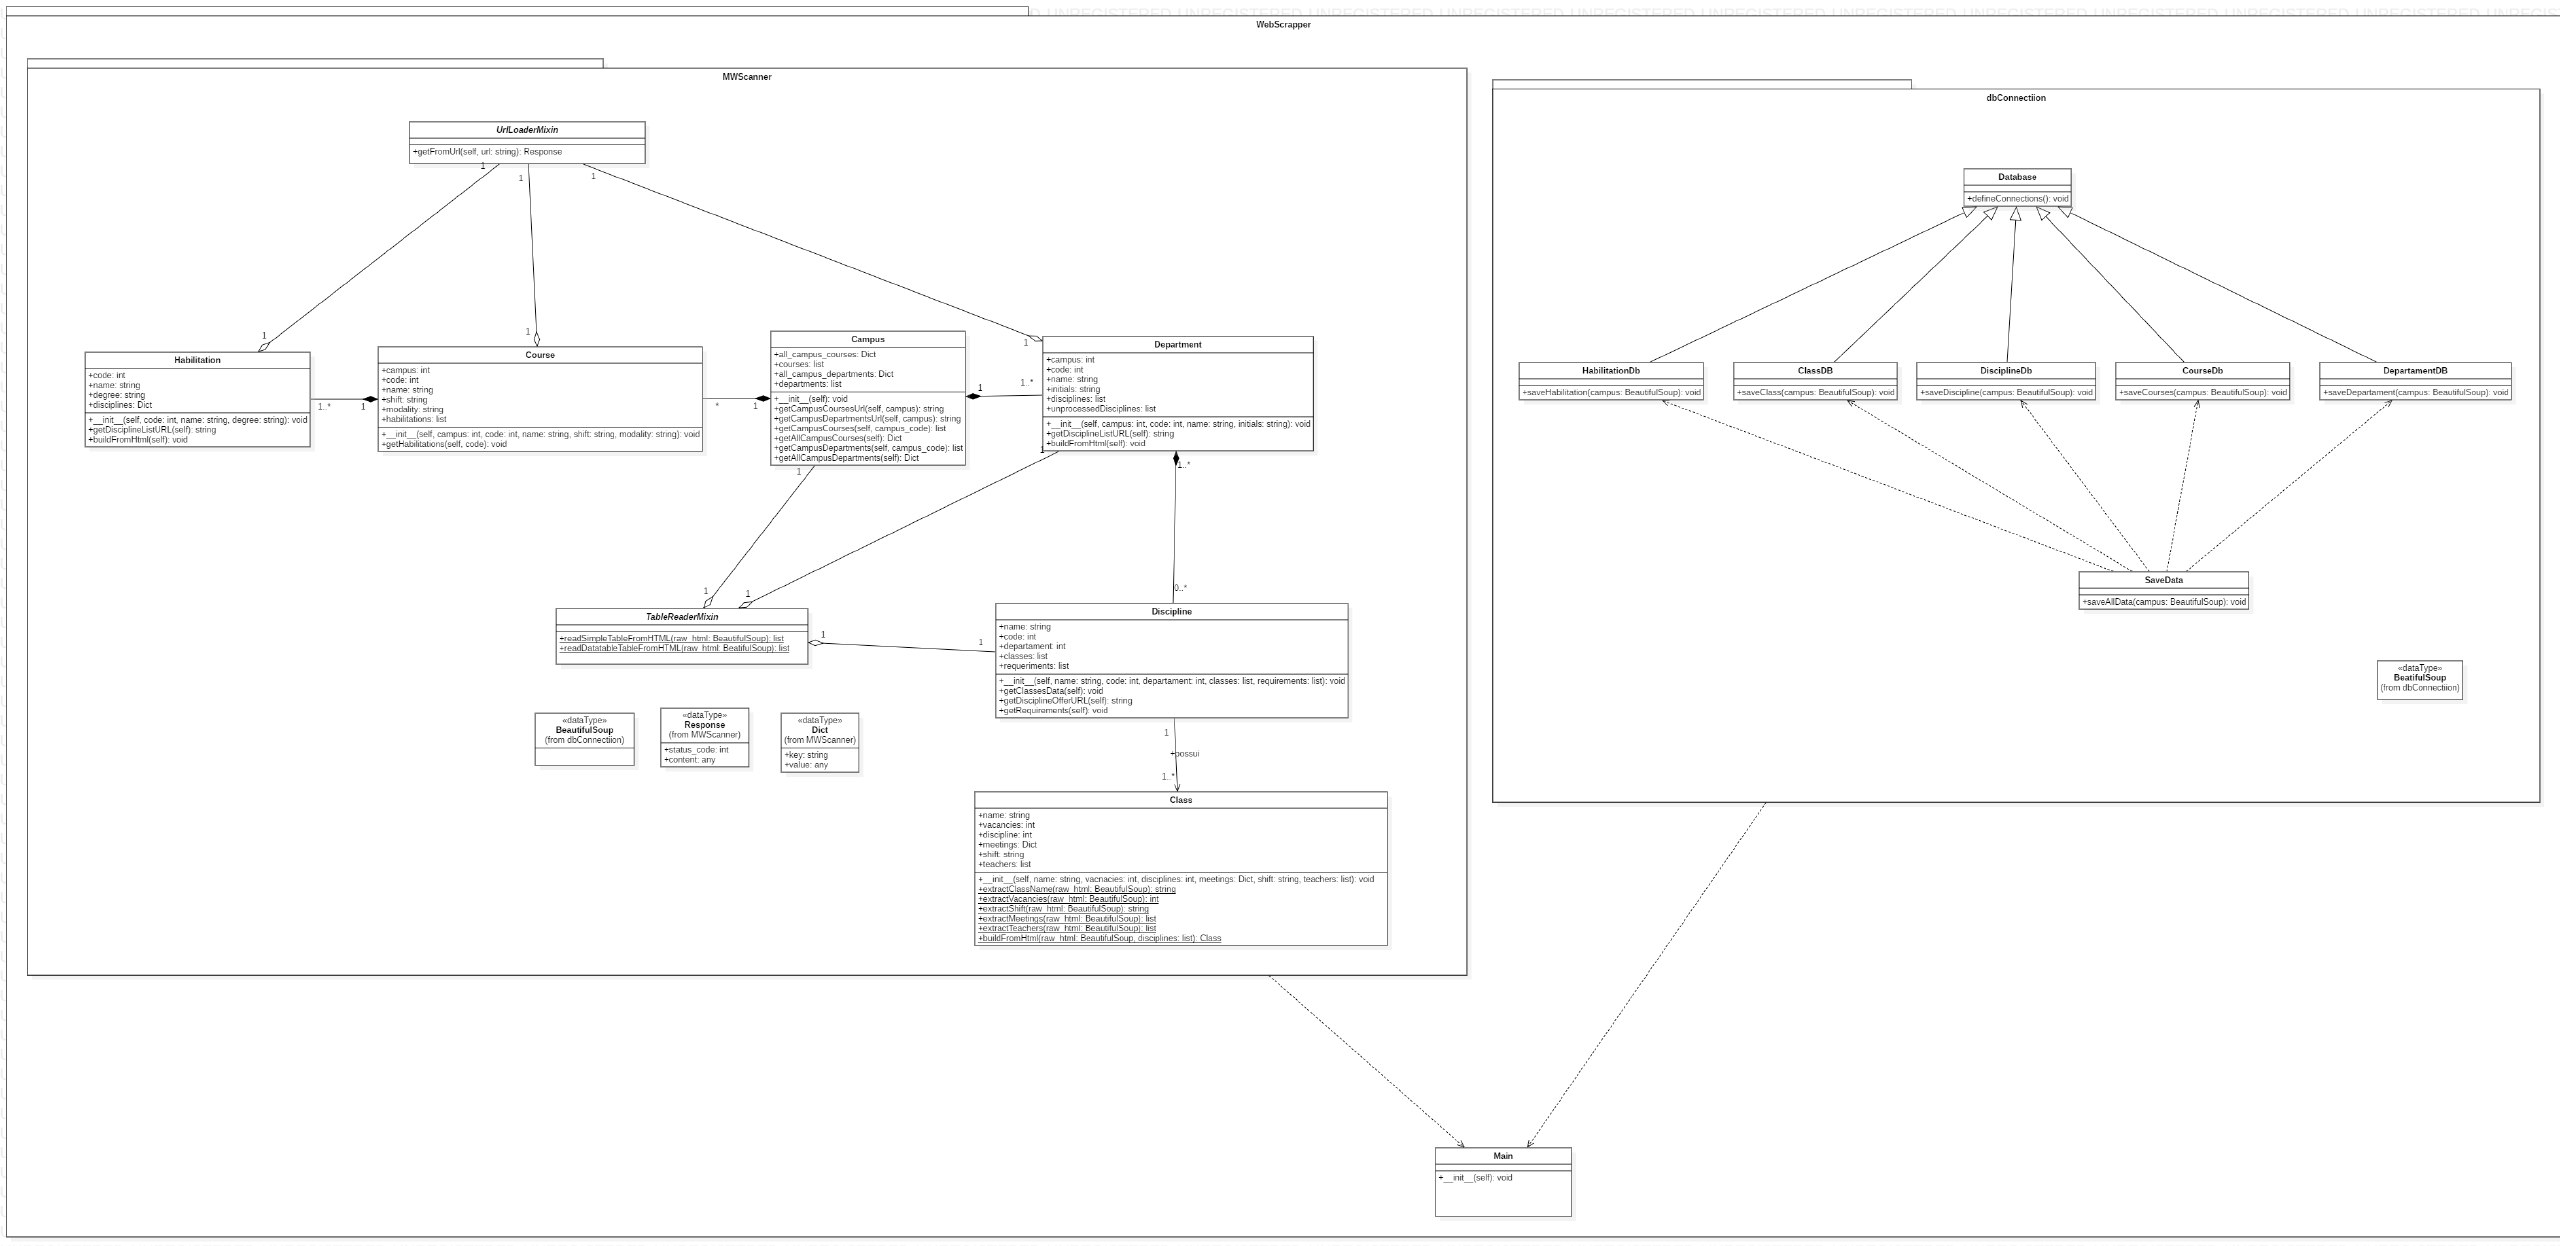 UNREGISTERED UNREGISTERED UNREGISTERED UNREGISTERED UNREGISTERED UNREGISTERED UNREGISTERED
WebScrapper
MWScanner
UrlLoaderMixin
+getFromUrl(self, url: string): Response
1
1
1
1
1
1
Habilitation
+code: int
+name: string
+degree: string
+disciplines: Dict
+__init__(self, code: int, name: string, degree: string): void
+getDisciplineListURL(self): string
+buildFromHtml(self): void
1..*
1
Course
+campus: int
+code: int
+name: string
+shift: string
+modality: string
+habilitations: list
+__init__(self, campus: int, code: int, name: string, shift: string, modality: string): void
+getHabilitations(self, code): void
*
1
Campus
+all_campus_courses: Dict
+courses: list
+all_campus_departments: Dict
+departments: list
+__init__(self): void
+getCampusCoursesUrl(self, campus): string
+getCampusDepartmentsUrl(self, campus): string
+getCampusCourses(self, campus_code): list
+getAllCampusCourses(self): Dict
+getCampusDepartments(self, campus_code): list
+getAllCampusDepartments(self): Dict
1
1..*
Department
+campus: int
+code: int
+name: string
+initials: string
+disciplines: list
+unprocessedDisciplines: list
+__init__(self, campus: int, code: int, name: string, initials: string): void
+getDisciplineListURL(self): string
+buildFromHtml(self): void
1
1
1..*
1
1
0..*
TableReaderMixin
+readSimpleTableFromHTML(raw_html: BeautifulSoup): list
+readDatatableTableFromHTML(raw_html: BeatifulSoup): list
1
1
Discipline
+name: string
+code: int
+departament: int
+classes: list
+requeriments: list
+__init__(self, name: string, code: int, departament: int, classes: list, requirements: list): void
+getClassesData(self): void
+getDisciplineOfferURL(self): string
+getRequirements(self): void
«dataType»
BeautifulSoup
(from dbConnectiion)
«dataType»
Response
(from MWScanner)
+status_code: int
+content: any
«dataType»
Dict
(from MWScanner)
+key: string
+value: any
1
+possui
1..*
Class
+name: string
+vacancies: int
+discipline: int
+meetings: Dict
+shift: string
+teachers: list
+__init__(self, name: string, vacnacies: int, disciplines: int, meetings: Dict, shift: string, teachers: list): void
+extractClassName(raw_html: BeautifulSoup): string
+extractVacancies(raw_html: BeautifulSoup): int
+extractShift(raw_html: BeautifulSoup): string
+extractMeetings(raw_html: BeautifulSoup): list
+extractTeachers(raw_html: BeautifulSoup): list
+buildFromHtml(raw_html: BeautifulSoup, disciplines: list): Class
dbConnectiion
Database
+defineConnections(): void
HabilitationDb
+saveHabilitation(campus: BeautifulSoup): void
ClassDB
+saveClass(campus: BeautifulSoup): void
DisciplineDb
+saveDiscipline(campus: BeautifulSoup): void
CourseDb
+saveCourses(campus: BeautifulSoup): void
DepartamentDB
+saveDepartament(campus: BeautifulSoup): void
SaveData
+saveAllData(campus: BeautifulSoup): void
«dataType»
BeatifulSoup
(from dbConnectiion)
Main
+__init__(self): void